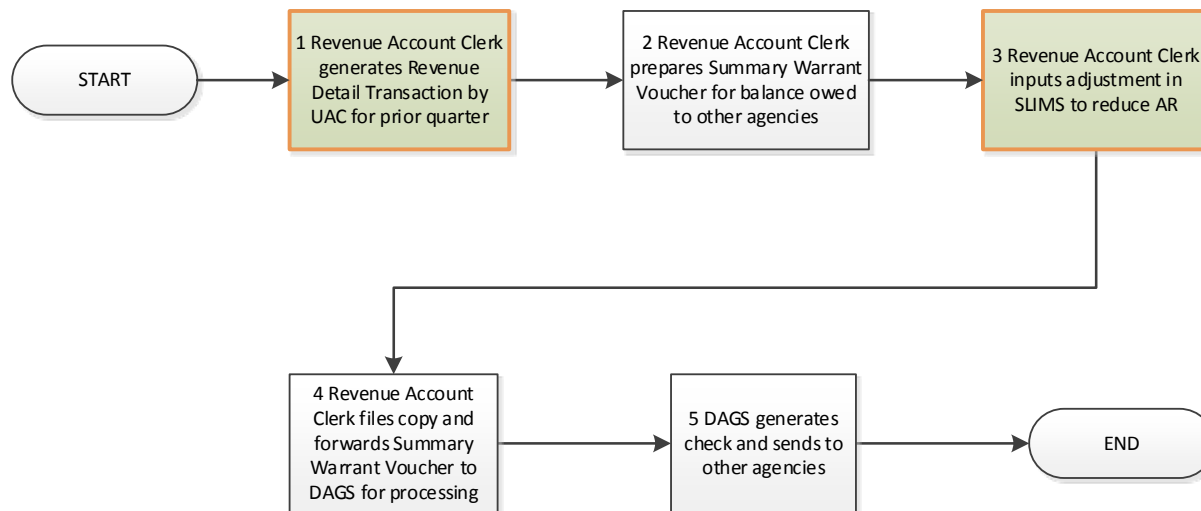 START
1 Revenue Account Clerk
generates Revenue
Detail Transaction by
UAC for prior quarter
2 Revenue Account Clerk
prepares Summary Warrant
Voucher for balance owed
to other agencies
3 Revenue Account Clerk
inputs adjustment in
SLIMS to reduce AR
4 Revenue Account
Clerk files copy and
forwards Summary
Warrant Voucher to
DAGS for processing
5 DAGS generates
check and sends to
other agencies
END